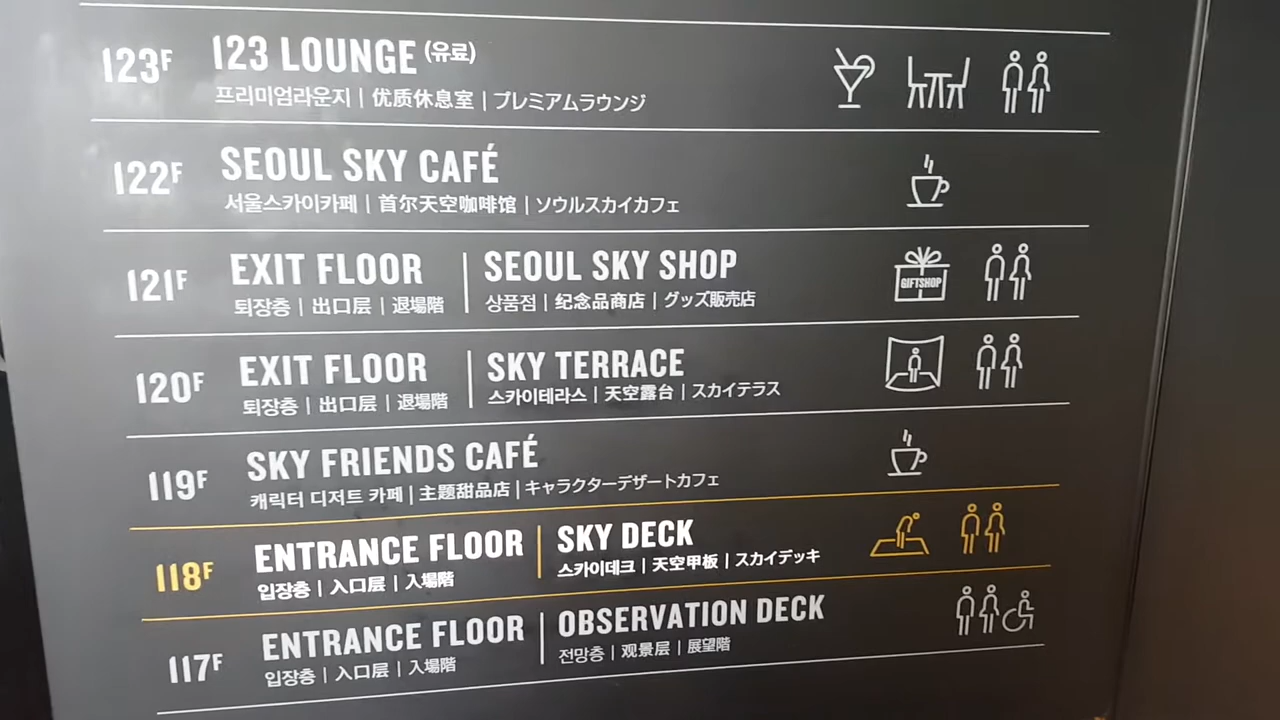 123F 123 LOUNGE (유료)
프리미엄라운지 | 优质休息室 | プレミアムラウンジ
122F SEOUL SKY CAFÉ
서울스카이카페 | 首尔天空咖啡馆 | ソウルスカイカフェ
121F EXIT FLOOR | SEOUL SKY SHOP
퇴장층 | 出口层 | 退場階 | 상품점 | 纪念品商店 | グッズ販売店
GIFTSHOP
120F EXIT FLOOR | SKY TERRACE
퇴장층 | 出口层 | 退場階 | 스카이테라스 | 天空露台 | スカイテラス
119F SKY FRIENDS CAFÉ
캐릭터 디저트 카페 | 主题甜品店 | キャラクターデザートカフェ
118F ENTRANCE FLOOR | SKY DECK
입장층 | 入口层 | 入場階 | 스카이데크 | 天空甲板 | スカイデッキ
117F ENTRANCE FLOOR | OBSERVATION DECK
입장층 | 入口层 | 入場階 | 전망층 | 观景层 | 展望階